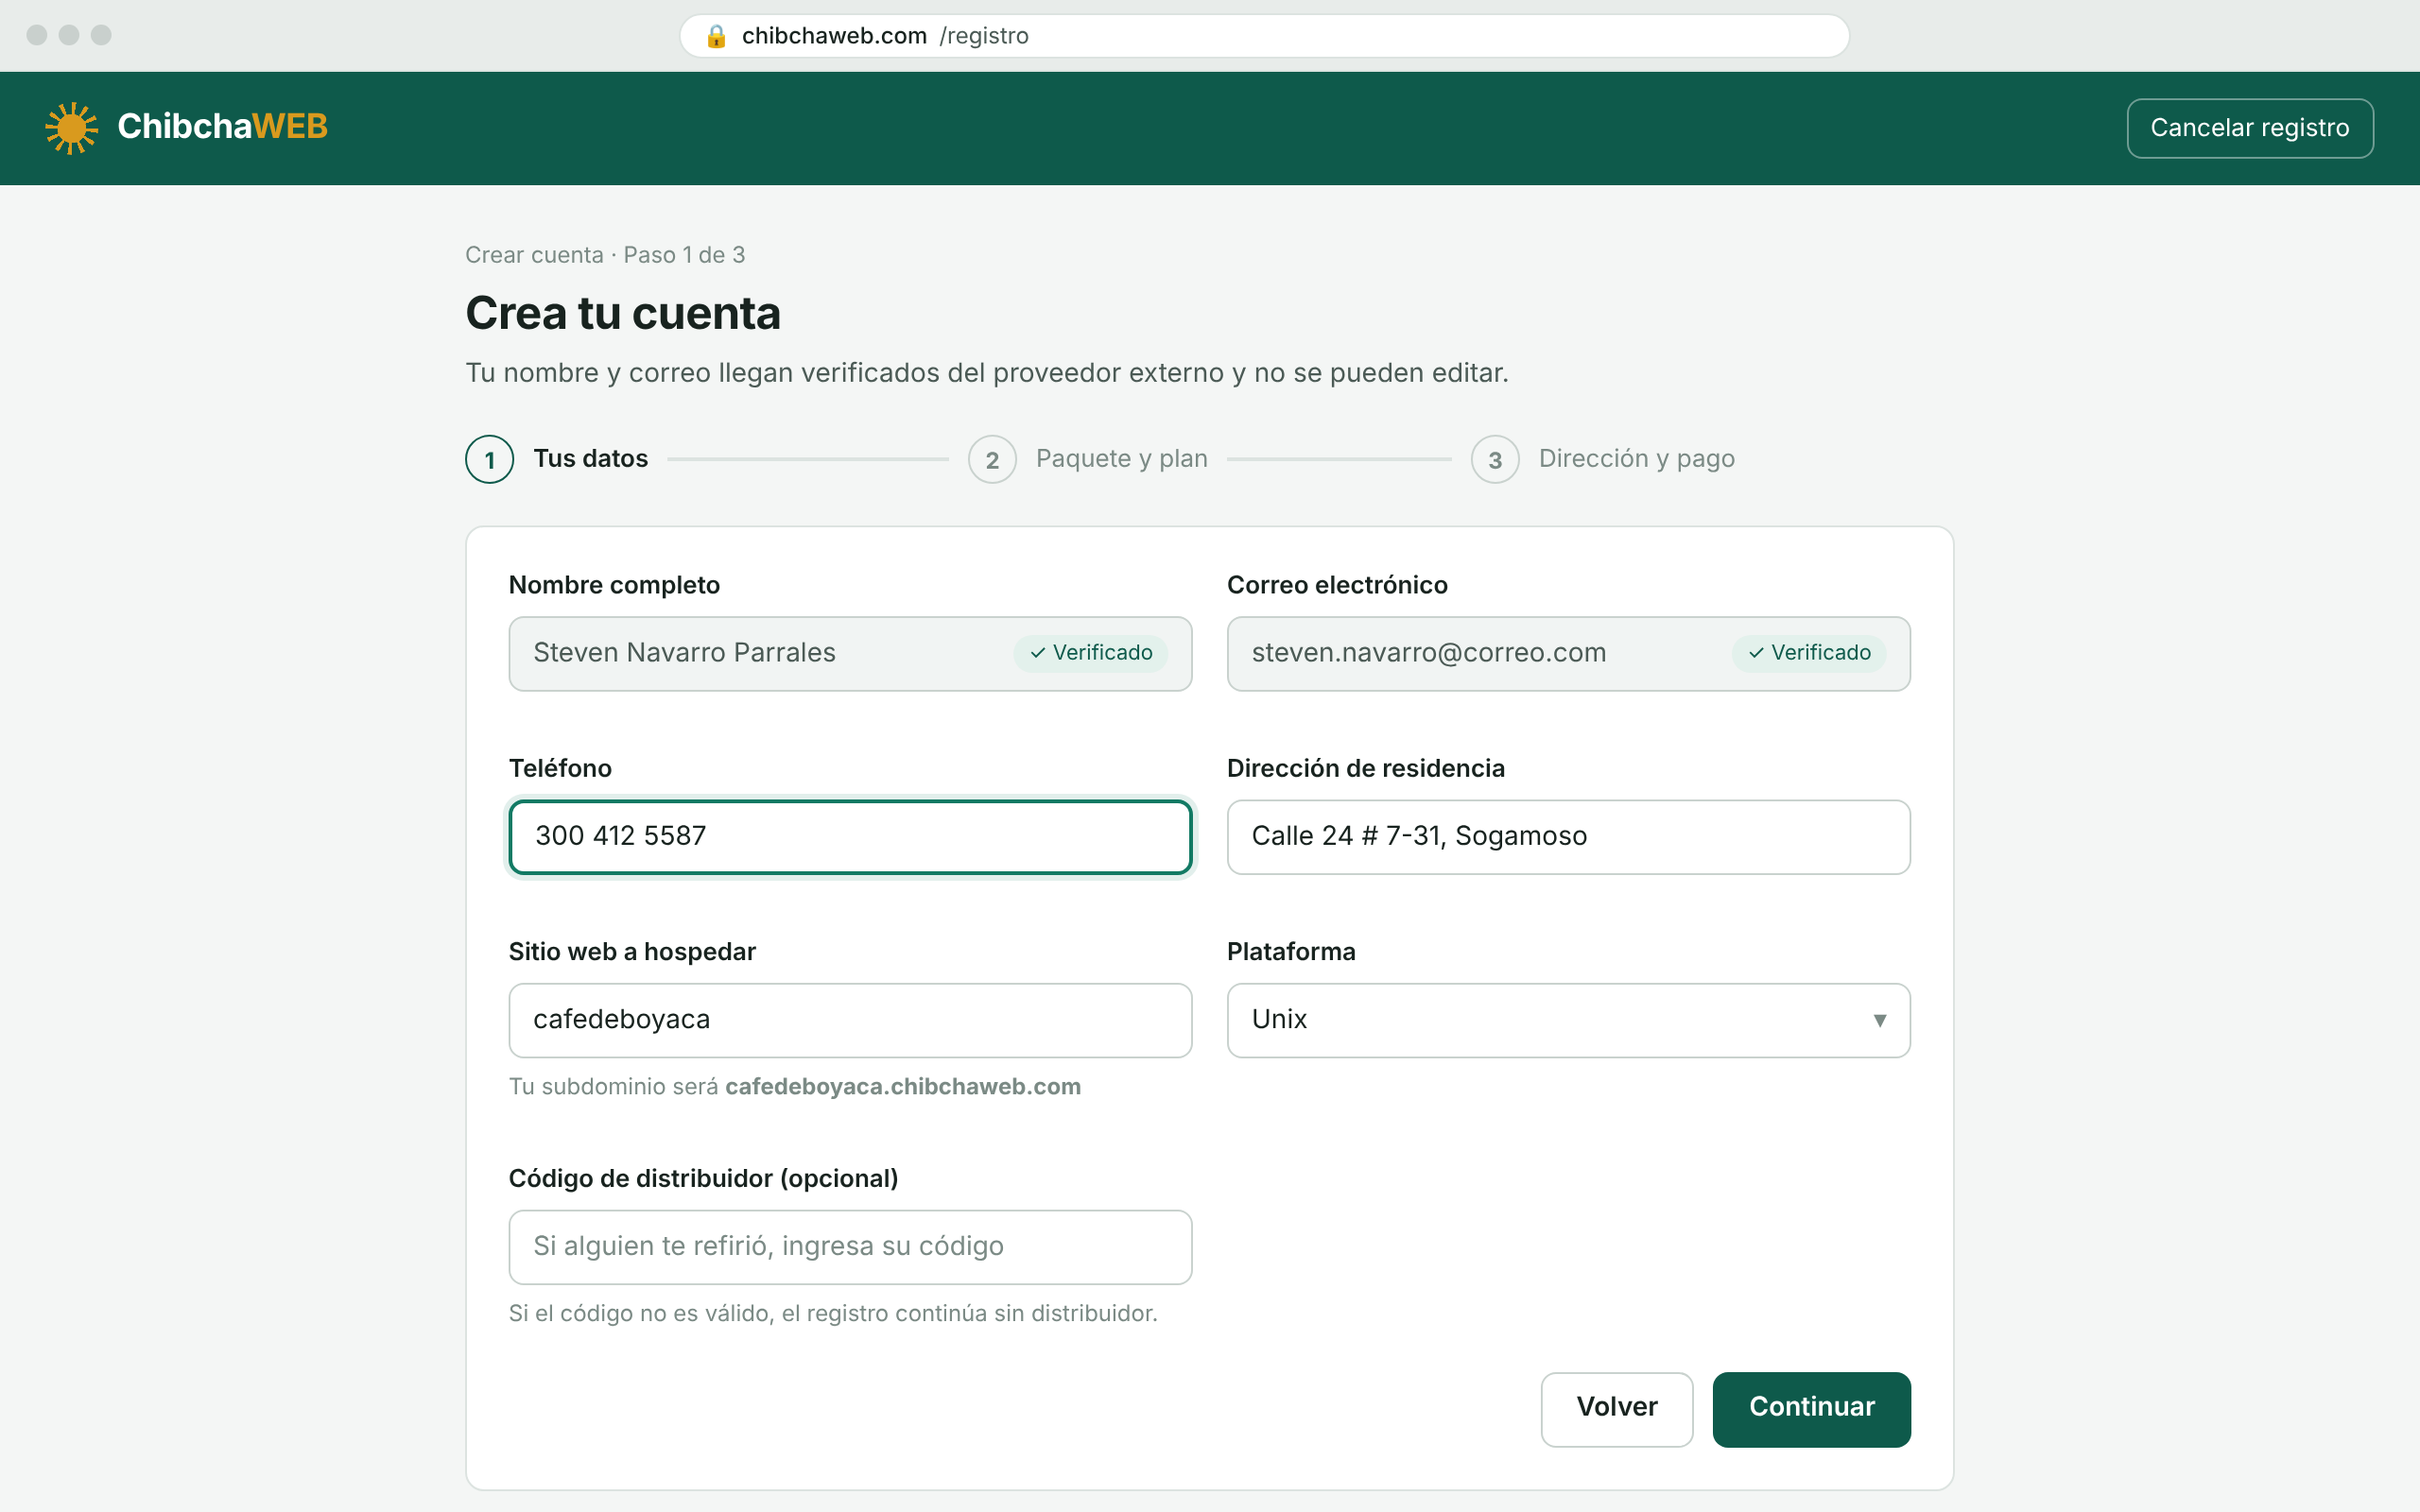 chibchaweb.com /registro
ChibchaWEB
Cancelar registro
Crear cuenta · Paso 1 de 3
Crea tu cuenta
Tu nombre y correo llegan verificados del proveedor externo y no se pueden editar.
1 Tus datos 2 Paquete y plan 3 Dirección y pago
Nombre completo
Steven Navarro Parrales ✓ Verificado
Correo electrónico
steven.navarro@correo.com ✓ Verificado
Teléfono
300 412 5587
Dirección de residencia
Calle 24 # 7-31, Sogamoso
Sitio web a hospedar
cafedeboyaca
Tu subdominio será cafedeboyaca.chibchaweb.com
Plataforma
Unix
Código de distribuidor (opcional)
Si alguien te refirió, ingresa su código
Si el código no es válido, el registro continúa sin distribuidor.
Volver
Continuar